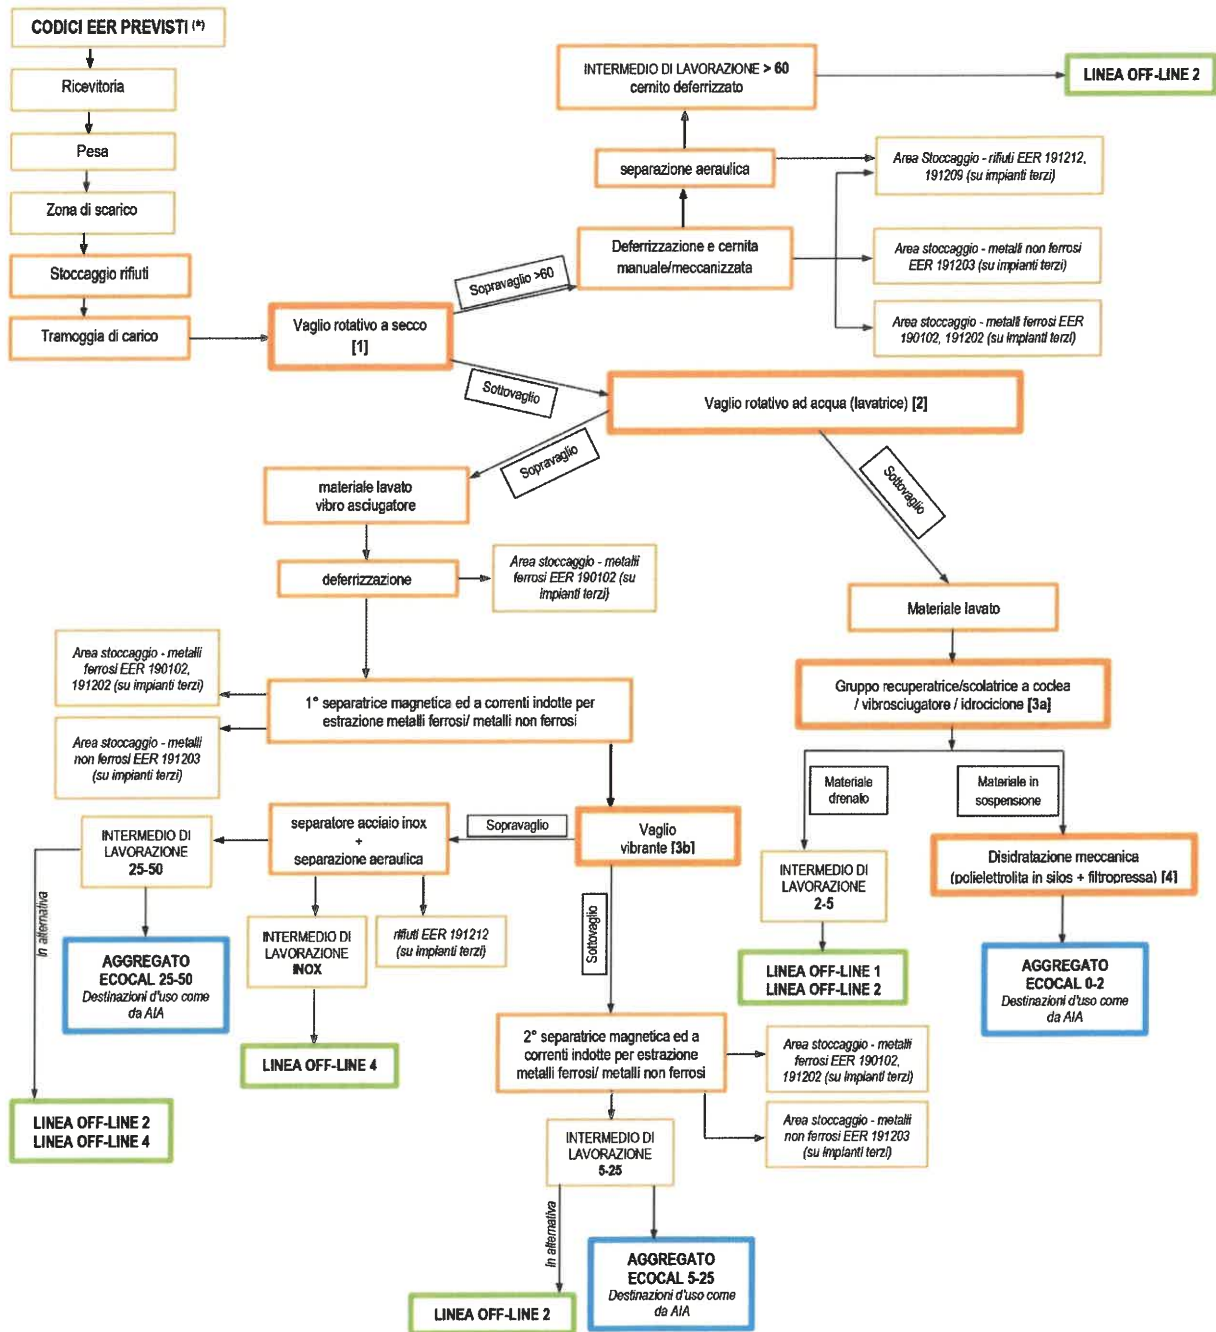 CODICI EER PREVISTI (*)
Ricevitoria
Pesa
Zona di scarico
Stoccaggio rifiuti
Tramoggia di carico
Vaglio rotativo a secco
[1]
Sopravaglio >60
Deferrizzazione e cernita
manuale/meccanizzata
separazione aeraulica
INTERMEDIO DI LAVORAZIONE > 60
cernito deferrizzato
LINEA OFF-LINE 2
Area Stoccaggio - rifiuti EER 191212,
191209 (su impianti terzi)
Area stoccaggio - metalli non ferrosi
EER 191203 (su impianti terzi)
Area stoccaggio - metalli ferrosi EER
190102, 191202 (su impianti terzi)
Sottovaglio
Vaglio rotativo ad acqua (lavatrice) [2]
Sopravaglio
Sottovaglio
materiale lavato
vibro asciugatore
deferrizzazione
Area stoccaggio - metalli
ferrosi EER 190102 (su
impianti terzi)
Materiale lavato
Area stoccaggio - metalli
ferrosi EER 190102,
191202 (su impianti terzi)
1° separatrice magnetica ed a correnti indotte per
estrazione metalli ferrosi/ metalli non ferrosi
Area stoccaggio - metalli
non ferrosi EER 191203
(su impianti terzi)
Gruppo recuperatrice/scolatrice a coclea
/ vibrosciugatore / idrocicione [3a]
Materiale
drenato
Materiale in
sospensione
INTERMEDIO DI
LAVORAZIONE
25-50
separatore acciaio inox
+
separazione aeraulica
Sopravaglio
Vaglio
vibrante [3b]
INTERMEDIO DI
LAVORAZIONE
2-5
Disidratazione meccanica
(polielettrolita in silos + filtropressa) [4]
In alternativa
AGGREGATO
ECOCAL 25-50
Destinazioni d'uso come
da AIA
INTERMEDIO DI
LAVORAZIONE
INOX
rifiuti EER 191212
(su impianti terzi)
Sottovaglio
LINEA OFF-LINE 1
LINEA OFF-LINE 2
AGGREGATO
ECOCAL 0-2
Destinazioni d'uso come
da AIA
LINEA OFF-LINE 4
2° separatrice magnetica ed a
correnti indotte per estrazione
metalli ferrosi/ metalli non ferrosi
Area stoccaggio - metalli
ferrosi EER 190102,
191202 (su impianti terzi)
LINEA OFF-LINE 2
LINEA OFF-LINE 4
Area stoccaggio - metalli
non ferrosi EER 191203
(su impianti terzi)
INTERMEDIO DI
LAVORAZIONE
5-25
In alternativa
AGGREGATO
ECOCAL 5-25
Destinazioni d'uso come
da AIA
LINEA OFF-LINE 2